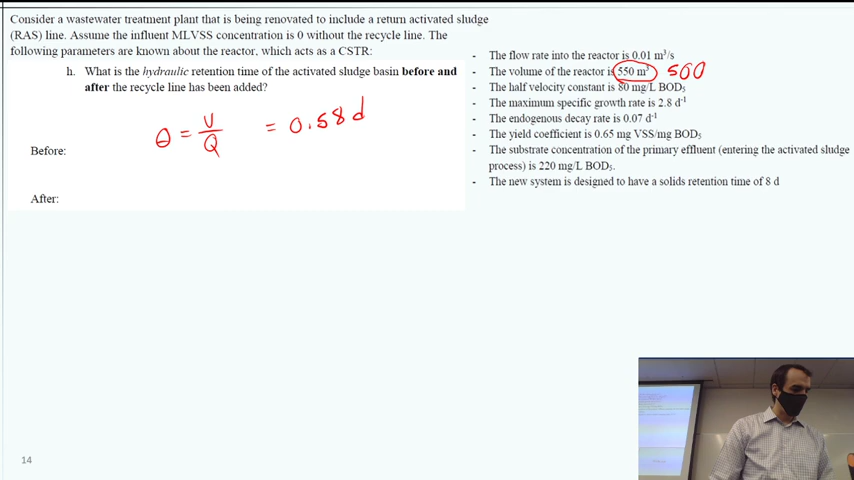 Consider a wastewater treatment plant that is being renovated to include a return activated sludge
(RAS) line. Assume the influent MLVSS concentration is 0 without the recycle line. The
following parameters are known about the reactor, which acts as a CSTR:
h. What is the hydraulic retention time of the activated sludge basin before and
after the recycle line has been added?
θ = V/Q = 0.58 d
Before:
After:
- The flow rate into the reactor is 0.01 m³/s
- The volume of the reactor is 550 m³ 500
- The half velocity constant is 80 mg/L BOD₅
- The maximum specific growth rate is 2.8 d⁻¹
- The endogenous decay rate is 0.07 d⁻¹
- The yield coefficient is 0.65 mg VSS/mg BOD₅
- The substrate concentration of the primary effluent (entering the activated sludge
process) is 220 mg/L BOD₅.
- The new system is designed to have a solids retention time of 8 d
14